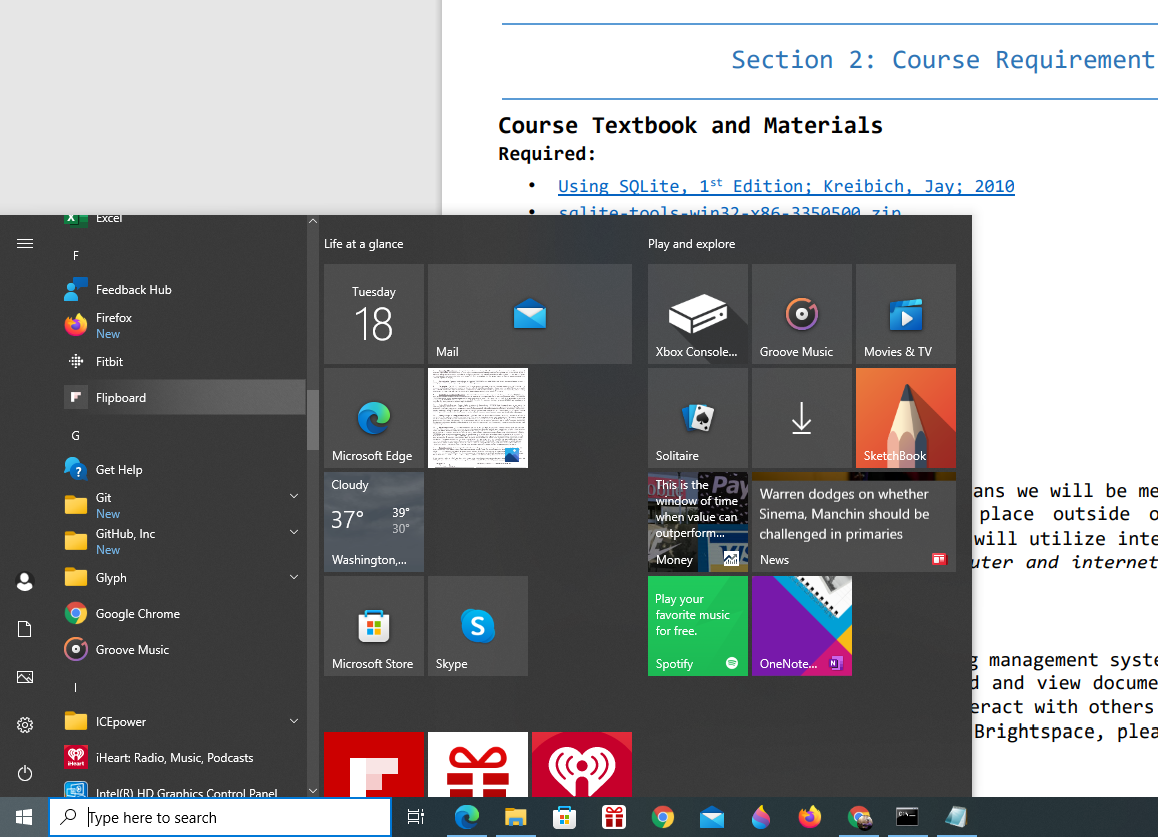 Section 2: Course Requirement
Course Textbook and Materials
Required:
• Using SQLite, 1st Edition; Kreibich, Jay; 2010
• sqlite-tools-win32-x86-3350500.zip
Excel
F
Feedback Hub
Firefox
New
Fitbit
Flipboard
G
Get Help
Git
New
GitHub, Inc
New
Glyph
Google Chrome
Groove Music
I
ICEpower
iHeart: Radio, Music, Podcasts
Intel(R) HD Graphics Control Panel
Life at a glance
Tuesday
18
Mail
Microsoft Edge
Cloudy
37° 39°
30°
Washington,...
Microsoft Store
Skype
Play and explore
Xbox Console...
Groove Music
Movies & TV
Solitaire
SketchBook
This is the
window of time
when value can
outperform...
Money
Warren dodges on whether
Sinema, Manchin should be
challenged in primaries
News
Play your
favorite music
for free.
Spotify
OneNote...
ans we will be me
place outside o
will utilize inte
uter and internet
g management syste
d and view docume
eract with others
Brightspace, plea
Type here to search